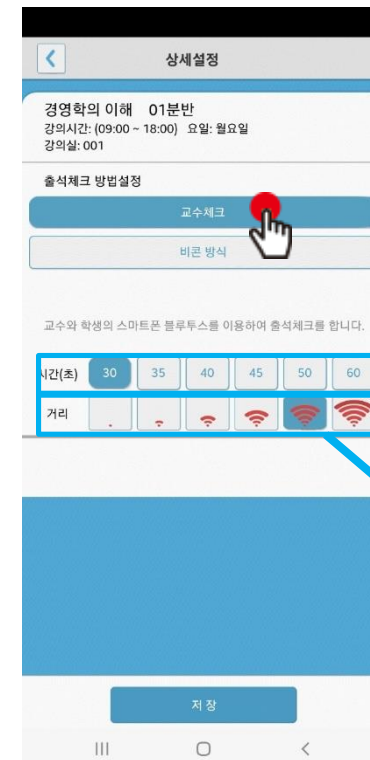 상세설정
경영학의 이해 01분반
강의시간: (09:00 ~ 18:00) 요일: 월요일
강의실: 001
출석체크 방법설정
교수체크
비콘 방식
교수와 학생의 스마트폰 블루투스를 이용하여 출석체크를 합니다.
시간(초) 30 35 40 45 50 60
거리
저장